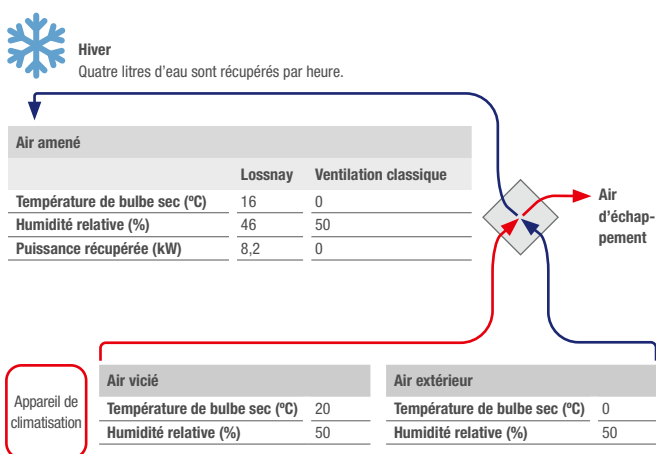 Hiver
Quatre litres d’eau sont récupérés par heure.
Air amené
Lossnay Ventilation classique
Température de bulbe sec (ºC) 16 0
Humidité relative (%) 46 50
Puissance récupérée (kW) 8,2 0
Air
d’échap-
pement
Appareil de
climatisation
Air vicié
Température de bulbe sec (ºC) 20
Humidité relative (%) 50
Air extérieur
Température de bulbe sec (ºC) 0
Humidité relative (%) 50